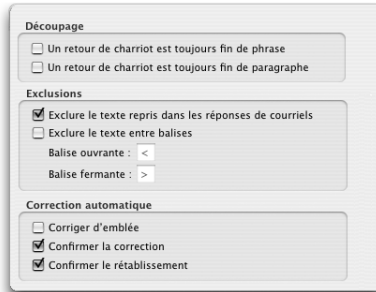 Découpage
Un retour de charriot est toujours fin de phrase
Un retour de charriot est toujours fin de paragraphe
Exclusions
Exclure le texte repris dans les réponses de courriels
Exclure le texte entre balises
Balise ouvrante : <
Balise fermante : >
Correction automatique
Corriger d'emblée
Confirmer la correction
Confirmer le rétablissement